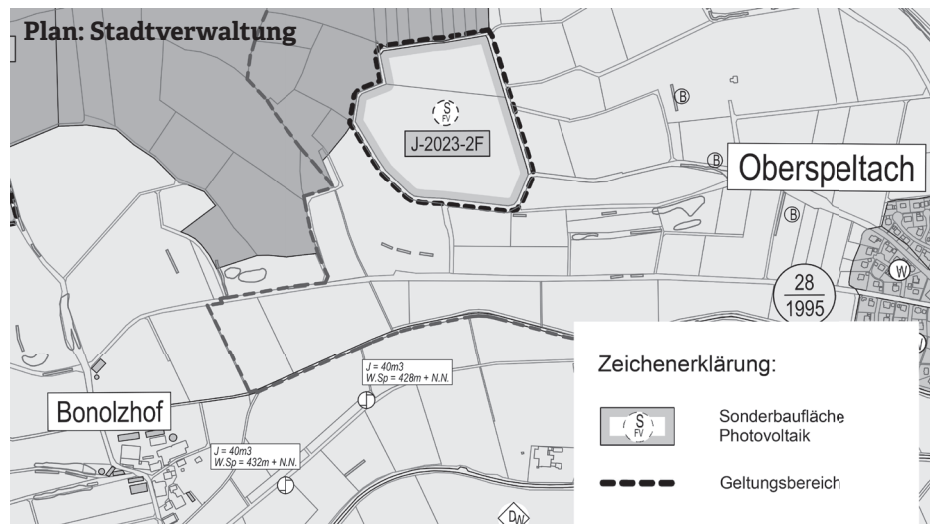 Plan: Stadtverwaltung
S
FV
J-2023-2F
B
B
Oberspeltach
B
W
28
1995
J = 40m3
W.Sp = 428m + N.N.
Bonolzhof
J = 40m3
W.Sp = 432m + N.N.
DW
Zeichenerklärung:
S
FV
Sonderbaufläche
Photovoltaik
Geltungsbereich